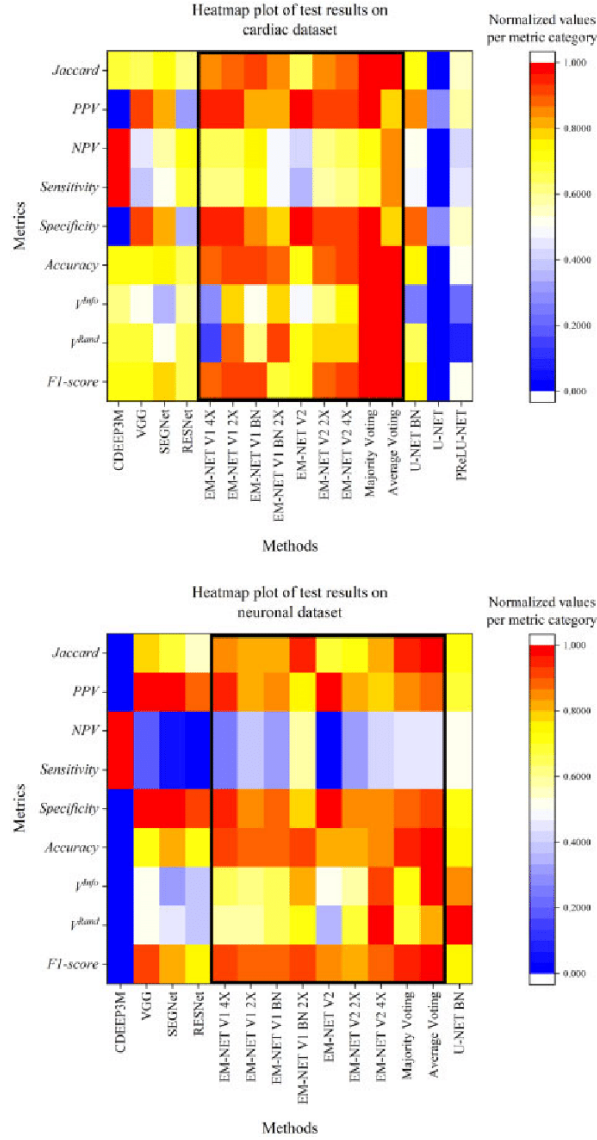 Heatmap plot of test results on
cardiac dataset
Normalized values
per metric category
Metrics
Jaccard
PPV
NPV
Sensitivity
Specificity
Accuracy
V^Info
V^Rand
F1-score
1.000
0.8000
0.6000
0.4000
0.2000
0.000
CDEEP3M
VGG
SEGNet
RESNet
EM-NET V1 4X
EM-NET V1 2X
EM-NET V1 BN
EM-NET V1 BN 2X
EM-NET V2
EM-NET V2 2X
EM-NET V2 4X
Majority Voting
Average Voting
U-NET BN
U-NET
PReLU-NET
Methods
Heatmap plot of test results on
neuronal dataset
Normalized values
per metric category
Metrics
Jaccard
PPV
NPV
Sensitivity
Specificity
Accuracy
V^Info
V^Rand
F1-score
1.000
0.8000
0.6000
0.4000
0.2000
0.000
CDEEP3M
VGG
SEGNet
RESNet
EM-NET V1 4X
EM-NET V1 2X
EM-NET V1 BN
EM-NET V1 BN 2X
EM-NET V2
EM-NET V2 2X
EM-NET V2 4X
Majority Voting
Average Voting
U-NET BN
Methods